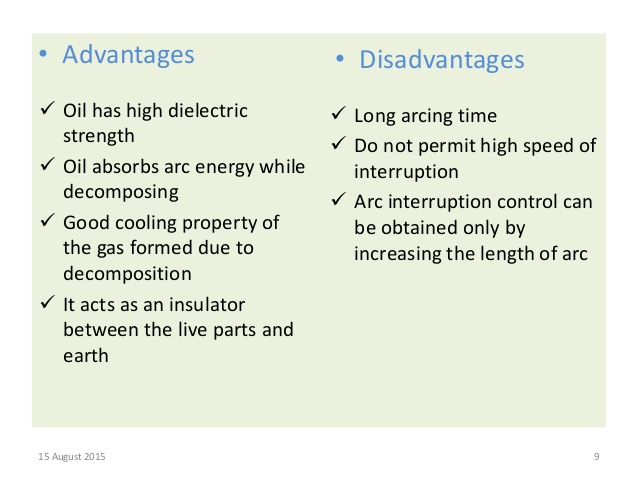 • Advantages
✓ Oil has high dielectric
strength
✓ Oil absorbs arc energy while
decomposing
✓ Good cooling property of
the gas formed due to
decomposition
✓ It acts as an insulator
between the live parts and
earth
• Disadvantages
✓ Long arcing time
✓ Do not permit high speed of
interruption
✓ Arc interruption control can
be obtained only by
increasing the length of arc
15 August 2015
9